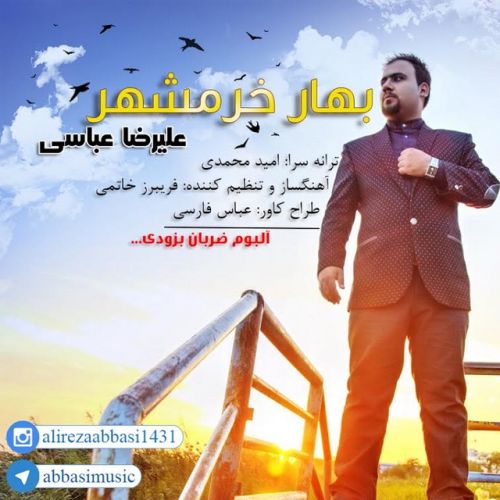 بهار خرمشهر
علیرضا عباسی
ترانه سرا: امید محمدی
آهنگساز و تنظیم کننده: فریبرز خاتمی
طراح کاور: عباس فارسی
آلبوم ضربان بزودی...
alirezaabbasi1431
abbasimusic